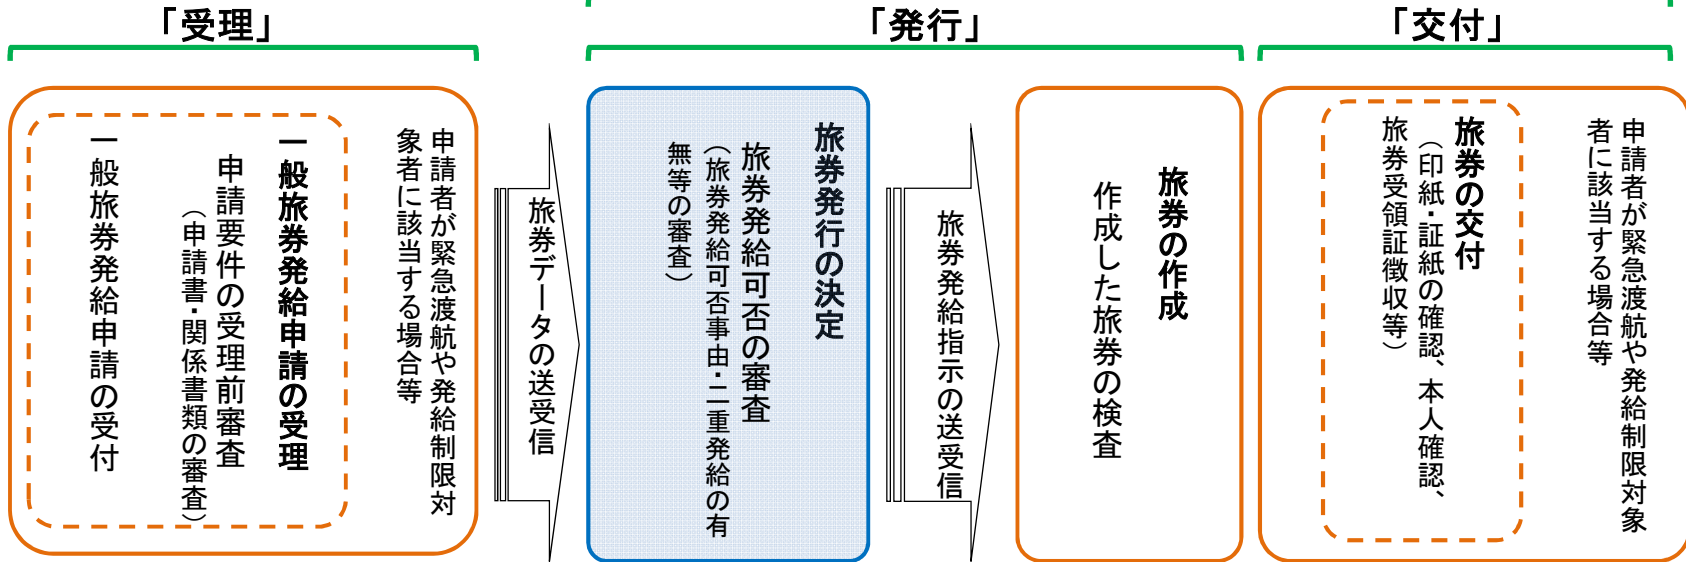 「受理」
一般旅券発給申請の受付
（申請書・関係書類の審査）
申請要件の受理前審査
一般旅券発給申請の受理
申請者が緊急渡航や発給制限対
象者に該当する場合等
旅券データの送受信
「発行」
旅券発行の決定
旅券発給可否の審査
（旅券発給可否事由・二重発給の有
無等の審査）
旅券発給指示の送受信
旅券の作成
作成した旅券の検査
「交付」
旅券の交付
（印紙・証紙の確認、本人確認、
旅券受領証徴収等）
申請者が緊急渡航や発給制限対象
者に該当する場合等